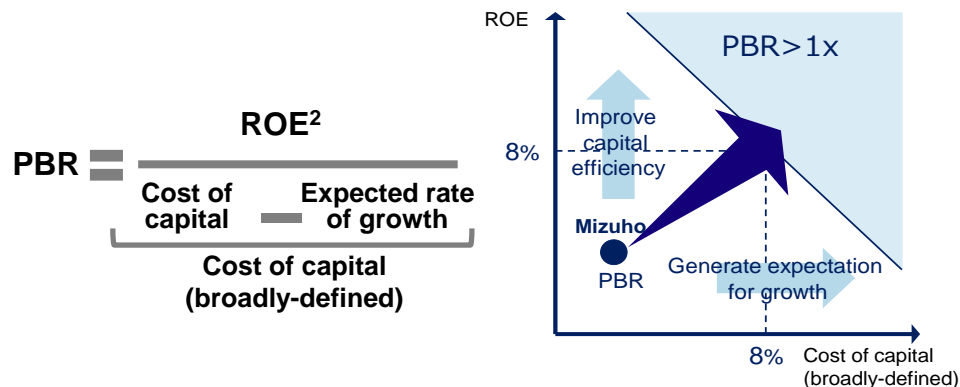 PBR
=
ROE²
Cost of
capital
–
Expected rate
of growth
Cost of capital
(broadly-defined)
ROE
PBR>1x
Improve
capital
efficiency
8%
Mizuho
PBR
Generate expectation
for growth
8%
Cost of capital
(broadly-defined)